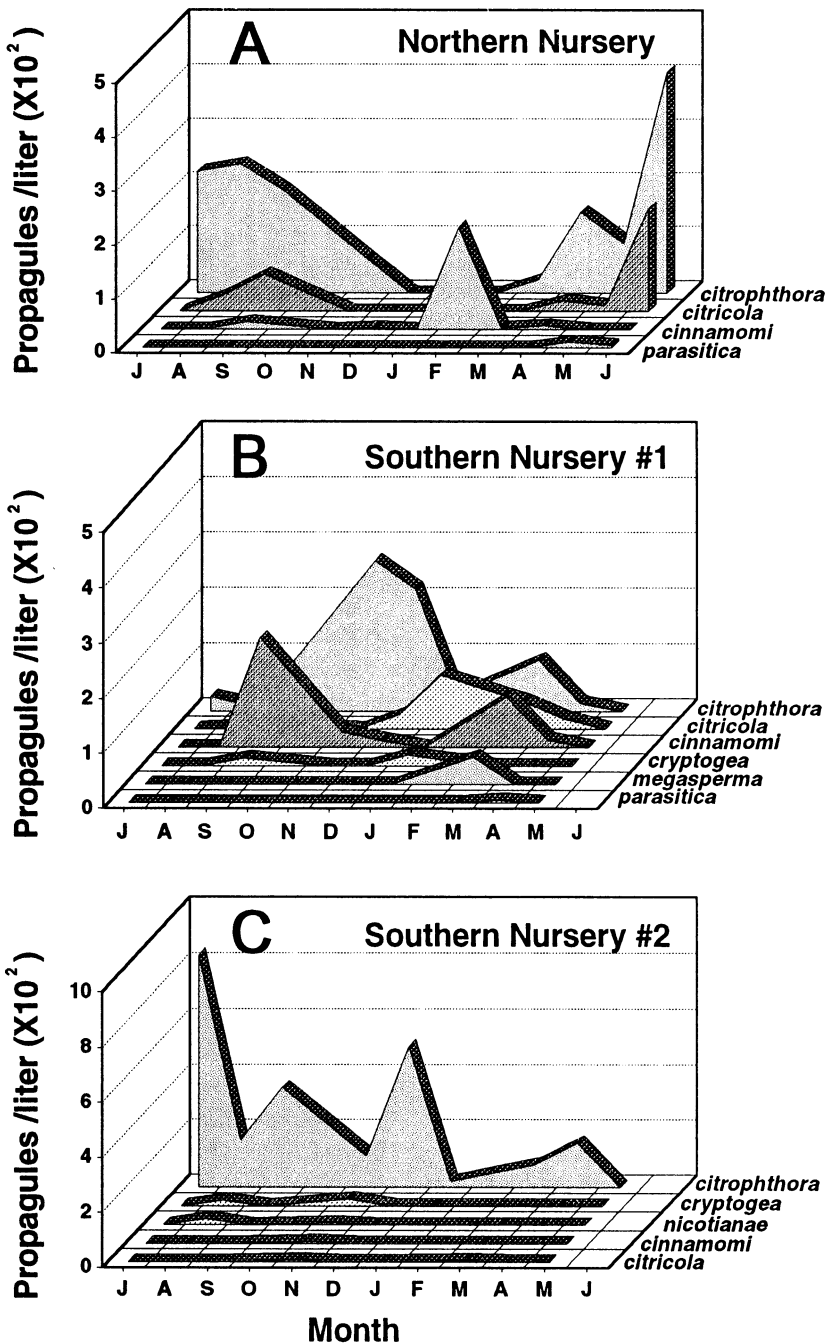 A
Northern Nursery
Propagules /liter (X10²)
5
4
3
2
1
0
J A S O N D J F M A M J
citrophthora
citricola
cinnamomi
parasitica
B
Southern Nursery #1
Propagules /liter (X10²)
5
4
3
2
1
0
J A S O N D J F M A M J
citrophthora
citricola
cinnamomi
cryptogea
megasperma
parasitica
C
Southern Nursery #2
Propagules /liter (X10²)
10
8
6
4
2
0
J A S O N D J F M A M J
citrophthora
cryptogea
nicotianae
cinnamomi
citricola
Month